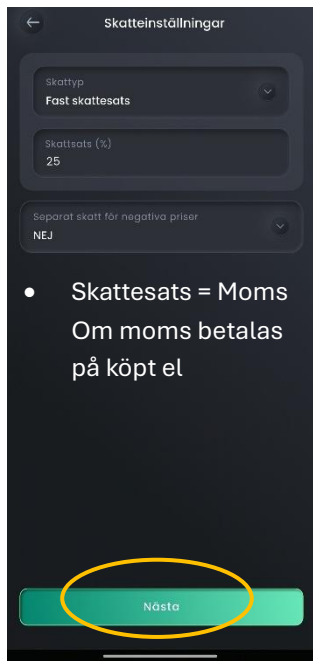 Skatteinställningar
Skattyp
Fast skattesats
Skattsats (%)
25
Separat skatt för negativa priser
NEJ
• Skattesats = Moms
Om moms betalas
på köpt el
Nästa